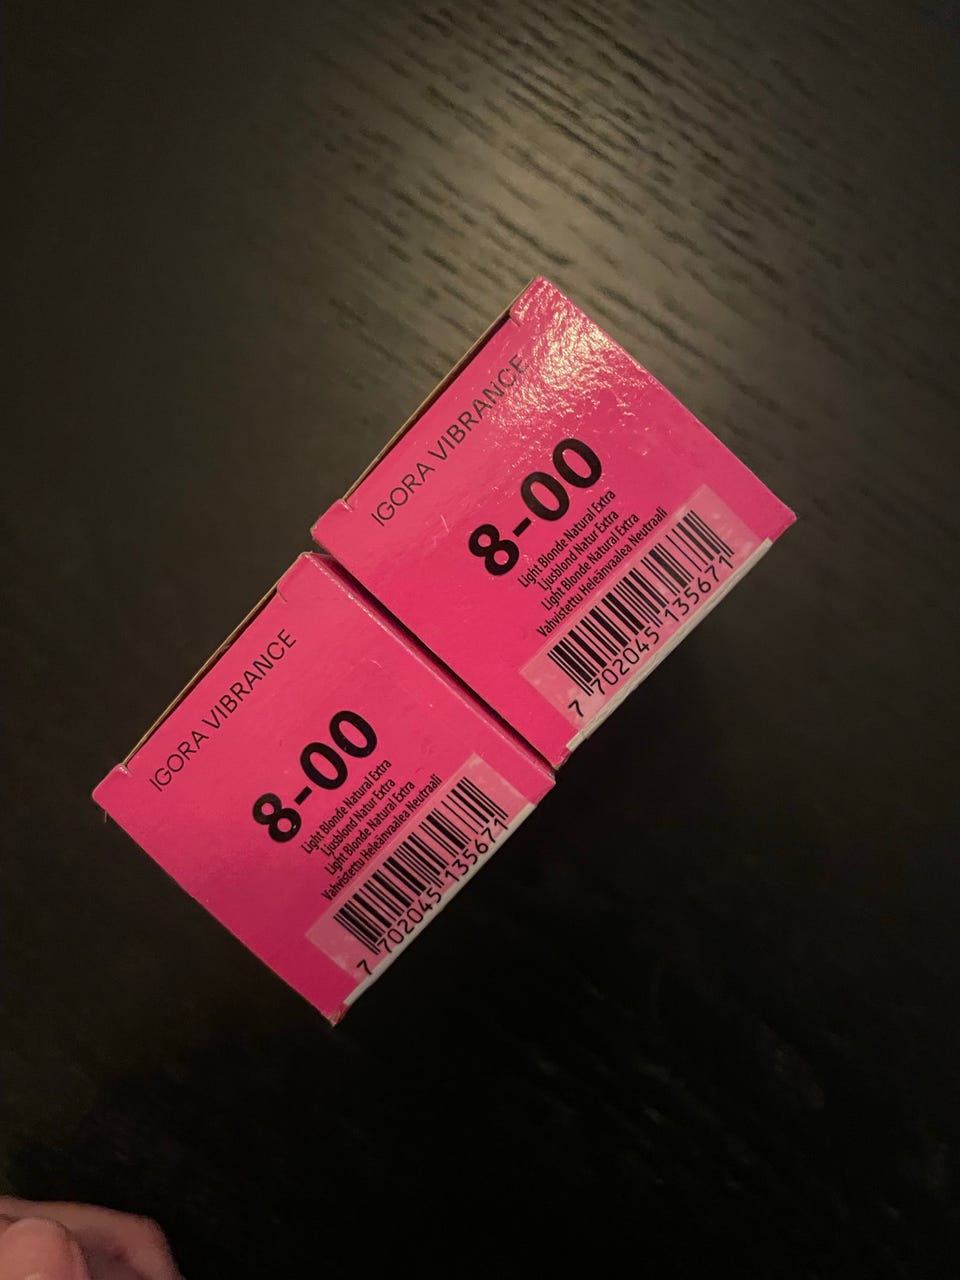 IGORA VIBRANCE
8-00
Light Blonde Natural Extra
Ljusblond Natur Extra
Light Blonde Natural Extra
Vahvistettu Heleänvaalea Neutraali
7 702045 135671
IGORA VIBRANCE
8-00
Light Blonde Natural Extra
Ljusblond Natur Extra
Light Blonde Natural Extra
Vahvistettu Heleänvaalea Neutraali
7 702045 135671